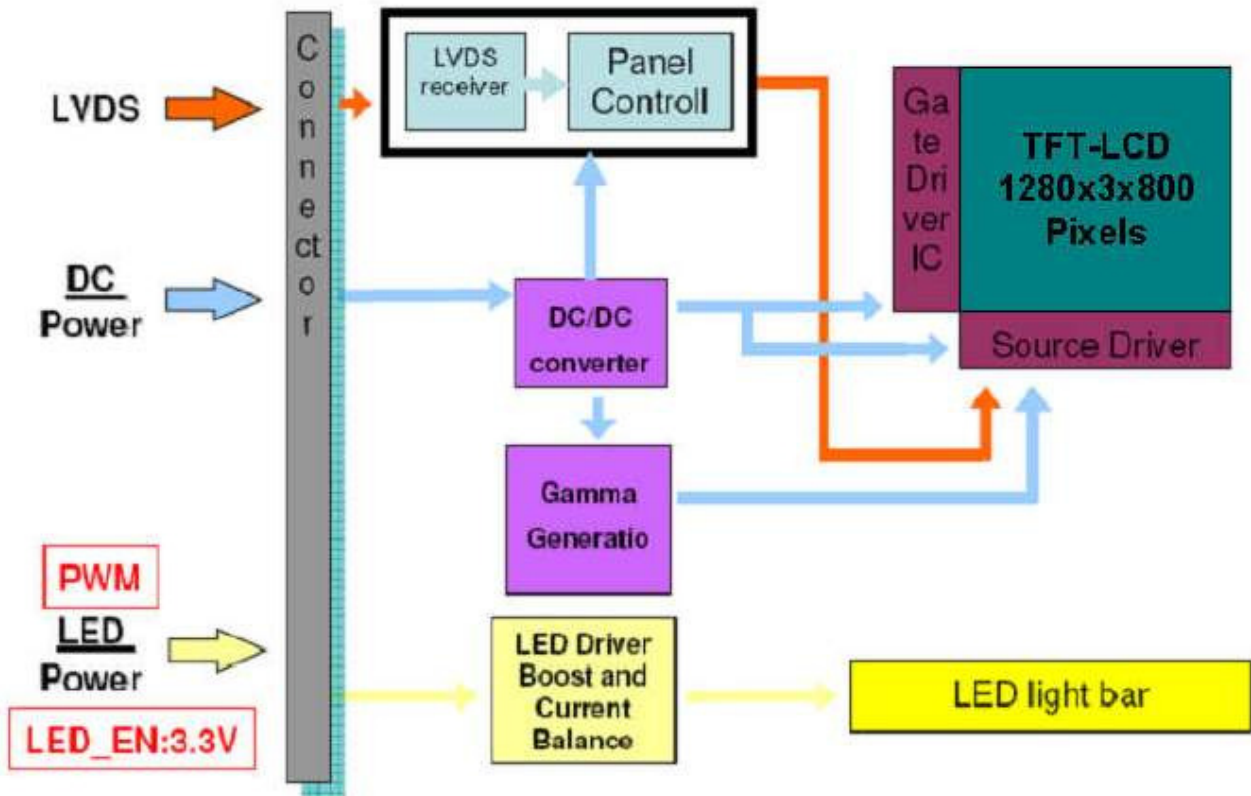 LVDS
DC
Power
PWM
LED
Power
LED_EN:3.3V
C
o
n
n
e
ct
o
r
LVDS
receiver
Panel
Controll
DC/DC
converter
Gamma
Generatio
LED Driver
Boost and
Current
Balance
Ga
te
Dri
ver
IC
TFT-LCD
1280x3x800
Pixels
Source Driver
LED light bar